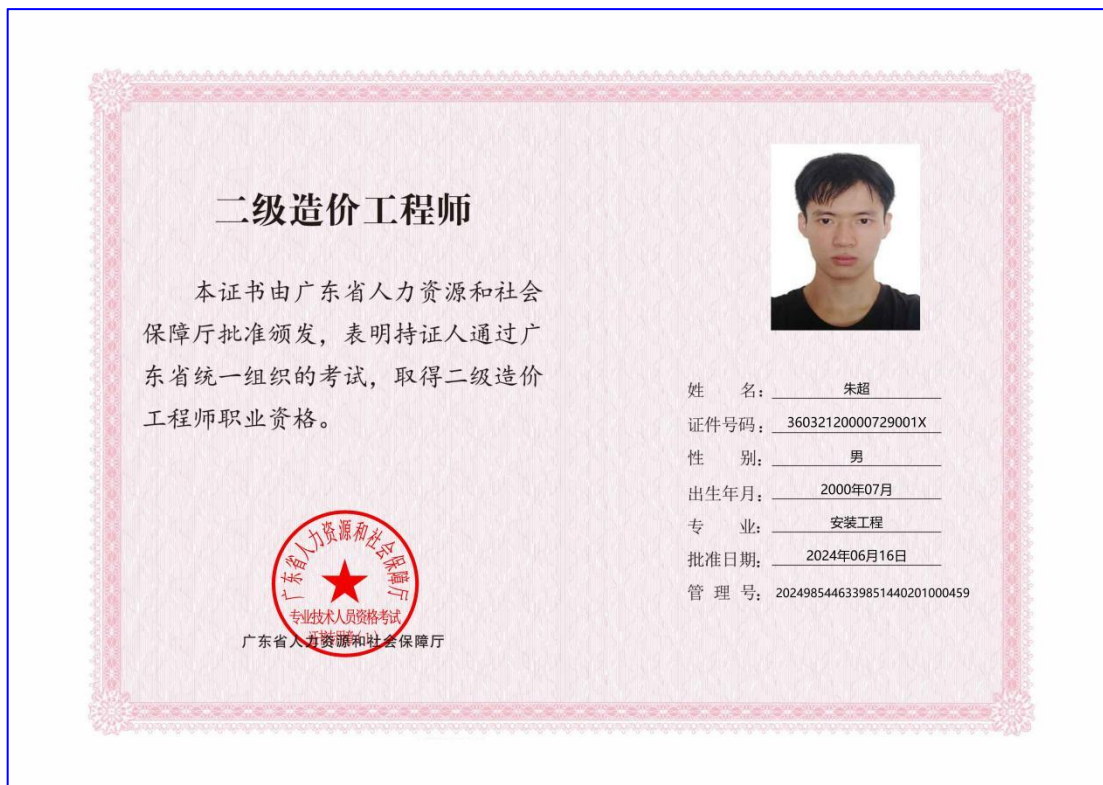 二级造价工程师
本证书由广东省人力资源和社会
保障厅批准颁发，表明持证人通过广
东省统一组织的考试，取得二级造价
工程师职业资格。
广东省人力资源和社会保障厅
专业技术人员资格考试
广东省人力资源和社会保障厅
姓 名： 朱超
证件号码： 36032120000729001X
性 别： 男
出生年月： 2000年07月
专 业： 安装工程
批准日期： 2024年06月16日
管 理 号： 20249854463398514402​01000459